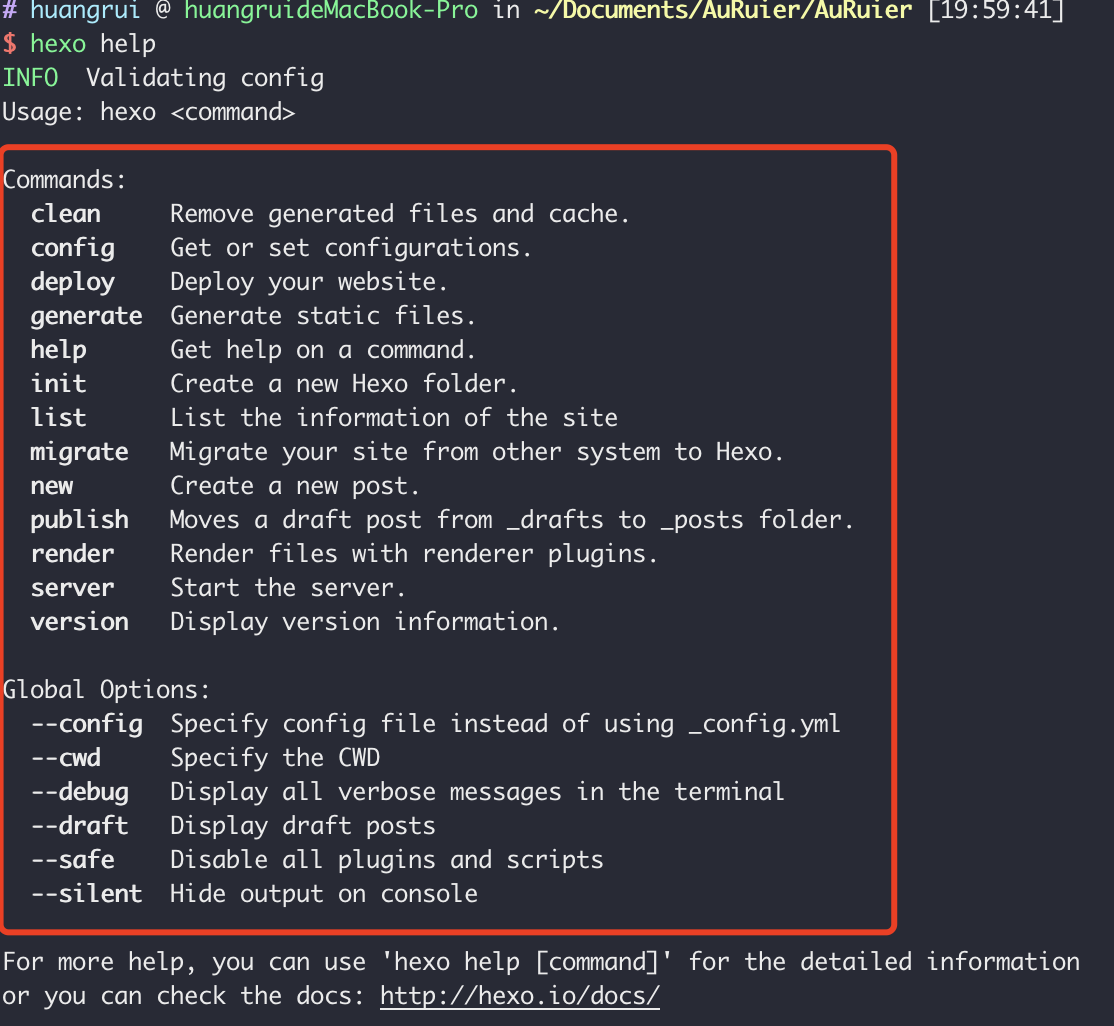 # huangrui @ huangruideMacBook-Pro in ~/Documents/AuRuier/AuRuier [19:59:41]
$ hexo help
INFO  Validating config
Usage: hexo <command>
Commands:
  clean     Remove generated files and cache.
  config    Get or set configurations.
  deploy    Deploy your website.
  generate  Generate static files.
  help      Get help on a command.
  init      Create a new Hexo folder.
  list      List the information of the site
  migrate   Migrate your site from other system to Hexo.
  new       Create a new post.
  publish   Moves a draft post from _drafts to _posts folder.
  render    Render files with renderer plugins.
  server    Start the server.
  version   Display version information.
Global Options:
  --config  Specify config file instead of using _config.yml
  --cwd     Specify the CWD
  --debug   Display all verbose messages in the terminal
  --draft   Display draft posts
  --safe    Disable all plugins and scripts
  --silent  Hide output on console
For more help, you can use 'hexo help [command]' for the detailed information
or you can check the docs: http://hexo.io/docs/